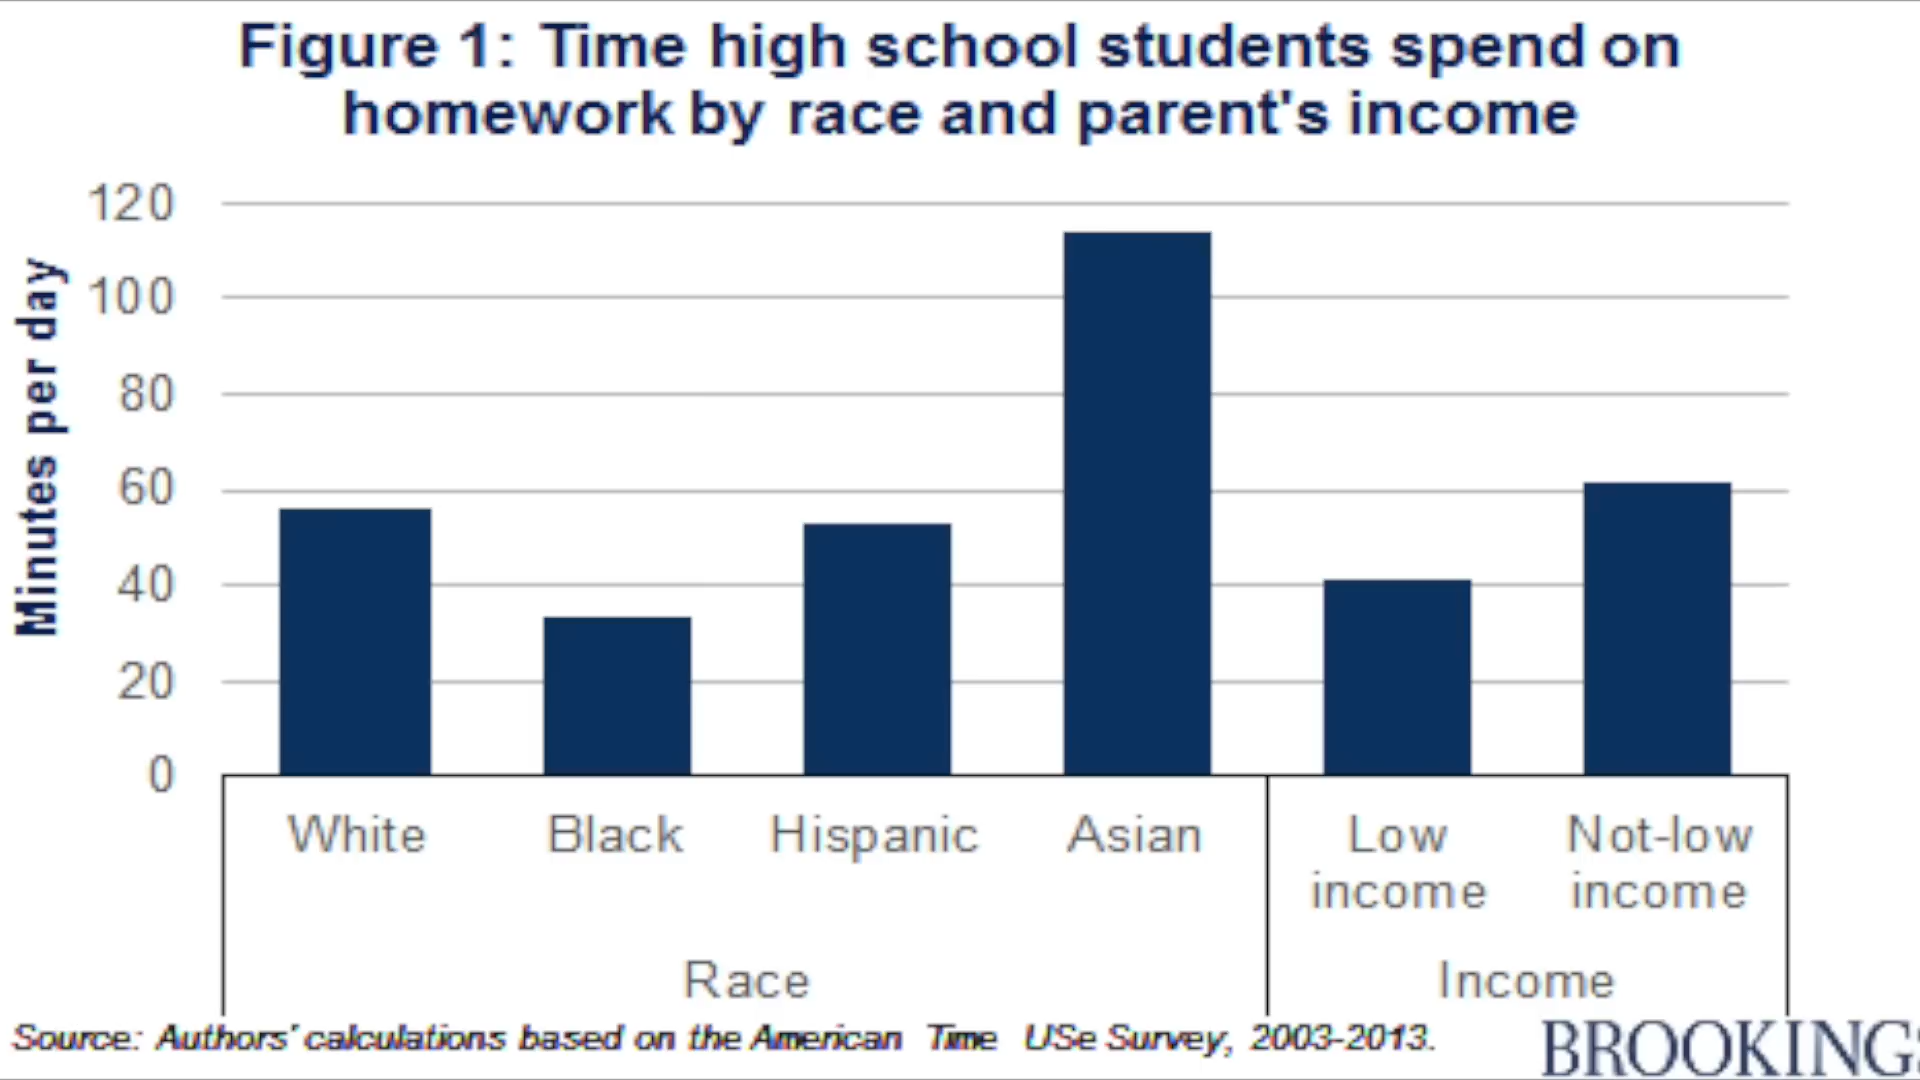 Figure 1: Time high school students spend on
homework by race and parent's income
Minutes per day
120
100
80
60
40
20
0
White Black Hispanic Asian Low income Not-low income
Race Income
Source: Authors' calculations based on the American Time USe Survey, 2003-2013.
BROOKINGS